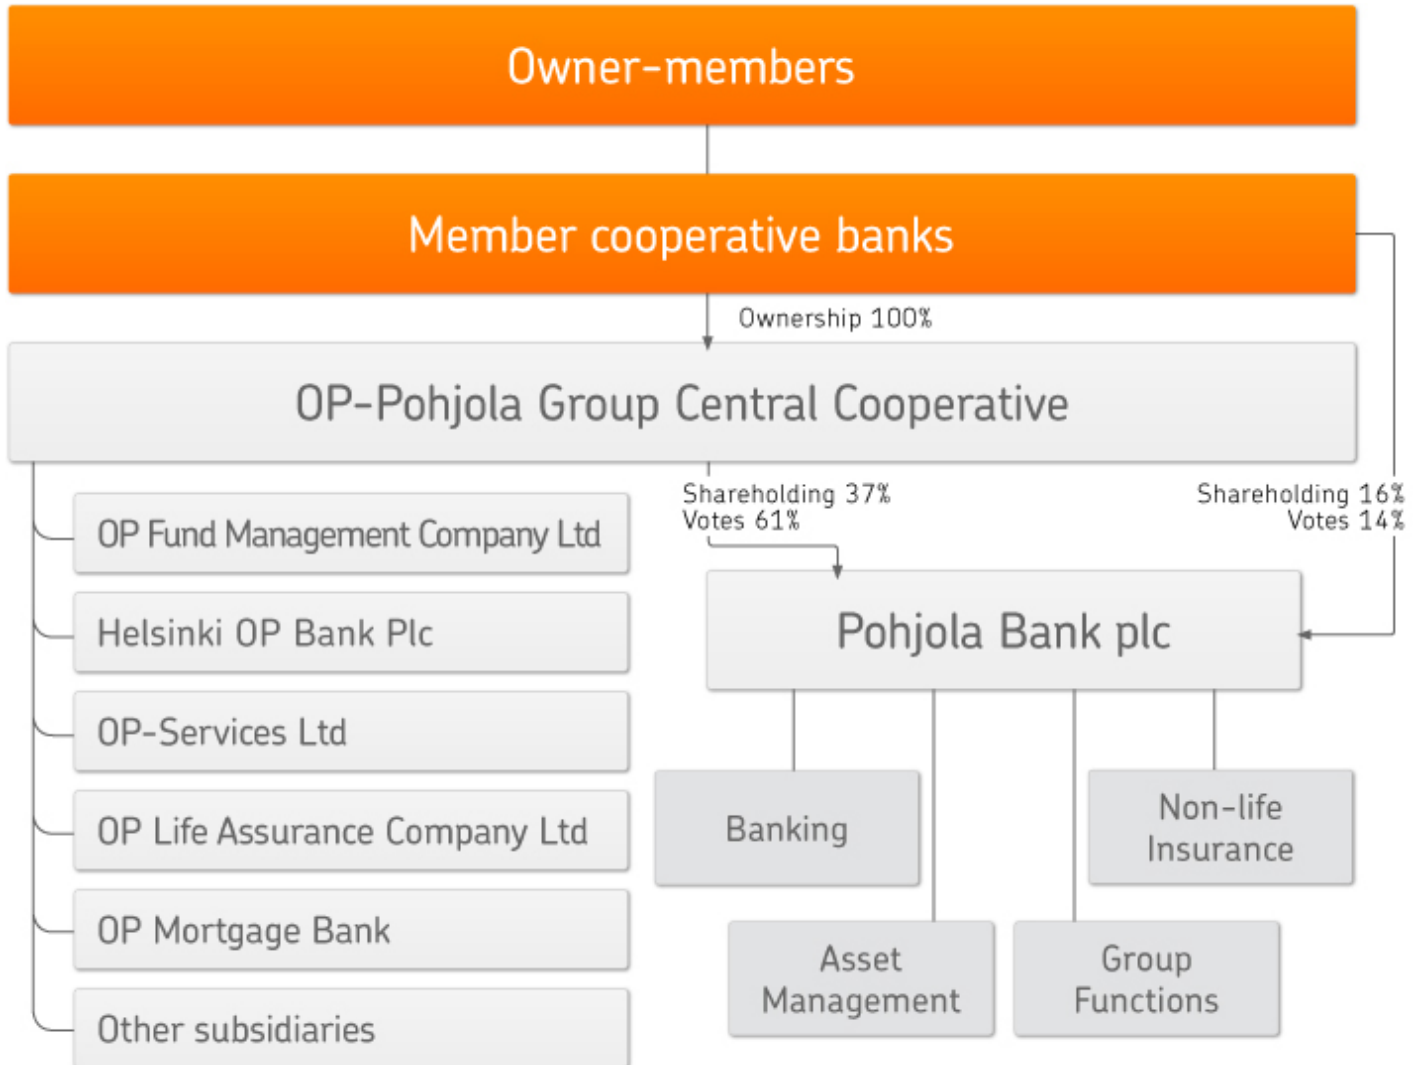 Owner-members
Member cooperative banks
Ownership 100%
OP-Pohjola Group Central Cooperative
Shareholding 37%
Votes 61%
Shareholding 16%
Votes 14%
OP Fund Management Company Ltd
Helsinki OP Bank Plc
OP-Services Ltd
OP Life Assurance Company Ltd
OP Mortgage Bank
Other subsidiaries
Pohjola Bank plc
Banking
Asset
Management
Group
Functions
Non-life
Insurance